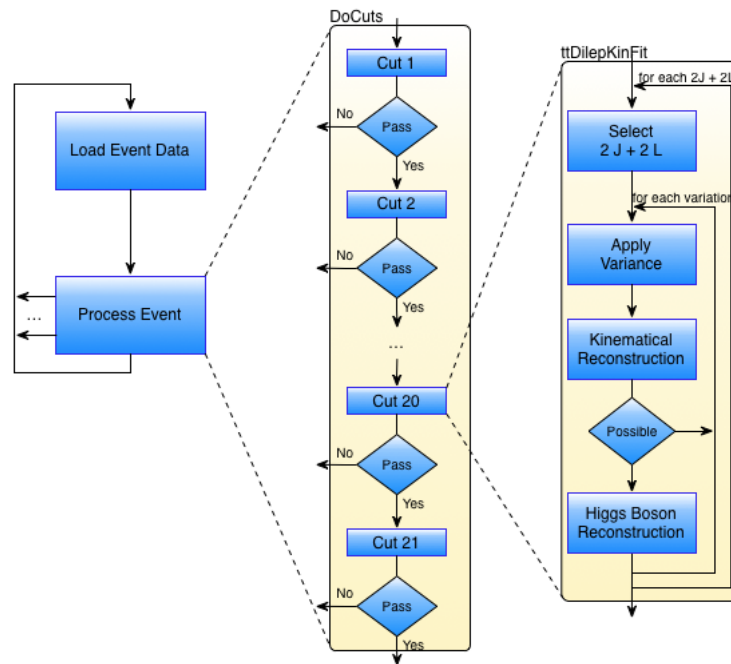 Load Event Data
Process Event
...
DoCuts
Cut 1
Pass
No
Yes
Cut 2
Pass
No
Yes
...
Cut 20
Pass
No
Yes
Cut 21
Pass
No
Yes
ttDilepKinFit
for each 2J + 2L
Select
2 J + 2 L
for each variation
Apply
Variance
Kinematical
Reconstruction
Possible
Higgs Boson
Reconstruction